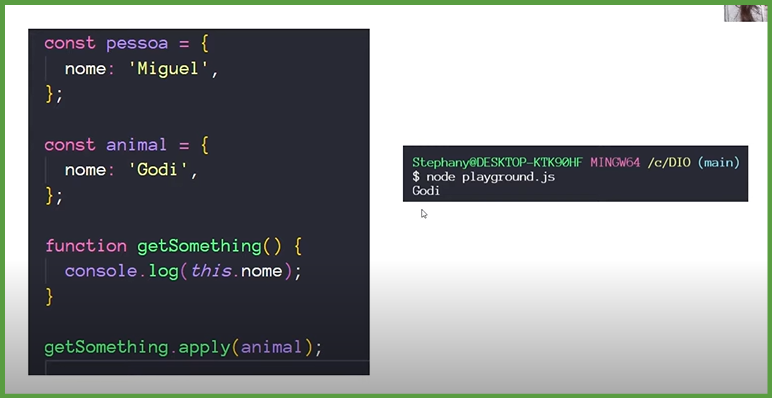 const pessoa = {
  nome: 'Miguel',
};
const animal = {
  nome: 'Godi',
};
function getSomething() {
  console.log(this.nome);
}
getSomething.apply(animal);
Stephany@DESKTOP-KTK90HF MINGW64 /c/DIO (main)
$ node playground.js
Godi